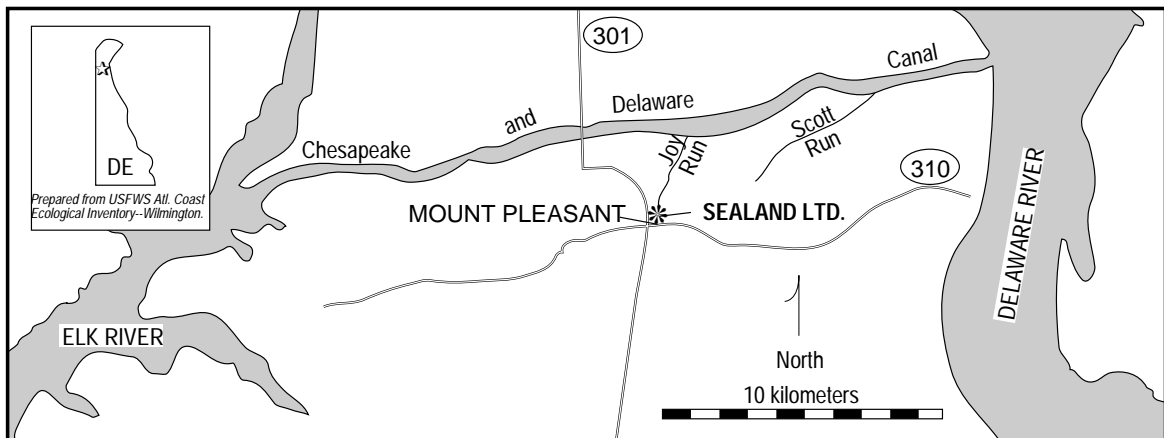 301
Canal
Delaware
and
Chesapeake
Scott
Run
Joy
Run
310
DE
Prepared from USFWS Atl. Coast
Ecological Inventory--Wilmington.
MOUNT PLEASANT
SEALAND LTD.
DELAWARE RIVER
ELK RIVER
North
10 kilometers